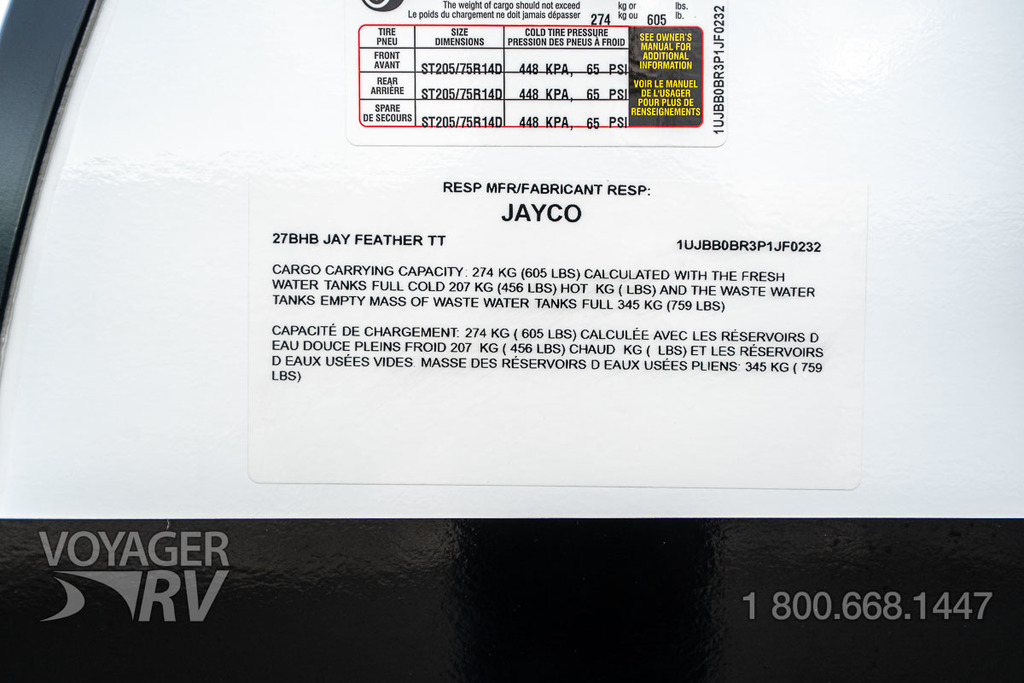 The weight of cargo should not exceed kg or lbs.
Le poids du chargement ne doit jamais dépasser 274 kg ou 605 lb.
TIRE SIZE COLD TIRE PRESSURE
PNEU DIMENSIONS PRESSION DES PNEUS À FROID
FRONT
AVANT ST205/75R14D 448 KPA, 65 PSI
REAR
ARRIÈRE ST205/75R14D 448 KPA, 65 PSI
SPARE
DE SECOURS ST205/75R14D 448 KPA, 65 PSI
SEE OWNER'S
MANUAL FOR
ADDITIONAL
INFORMATION
VOIR LE MANUEL
DE L'USAGER
POUR PLUS DE
RENSEIGNEMENTS
1UJBB0BR3P1JF0232
RESP MFR/FABRICANT RESP:
JAYCO
27BHB JAY FEATHER TT 1UJBB0BR3P1JF0232
CARGO CARRYING CAPACITY: 274 KG (605 LBS) CALCULATED WITH THE FRESH
WATER TANKS FULL COLD 207 KG (456 LBS) HOT KG ( LBS) AND THE WASTE WATER
TANKS EMPTY MASS OF WASTE WATER TANKS FULL 345 KG (759 LBS)
CAPACITÉ DE CHARGEMENT: 274 KG ( 605 LBS) CALCULÉE AVEC LES RÉSERVOIRS D
EAU DOUCE PLEINS FROID 207 KG ( 456 LBS) CHAUD KG ( LBS) ET LES RÉSERVOIRS
D EAUX USÉES VIDES. MASSE DES RÉSERVOIRS D EAUX USÉES PLIENS: 345 KG ( 759
LBS)
VOYAGER
RV
1 800.668.1447